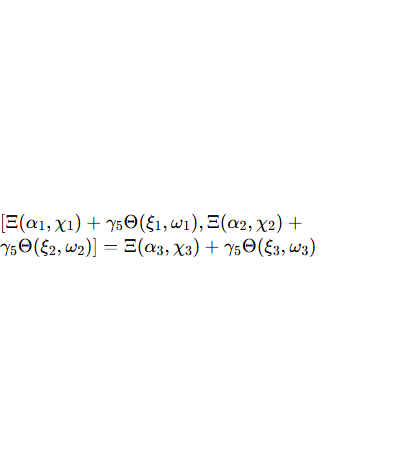 [Ξ(α₁, χ₁) + γ₅Θ(ξ₁, ω₁), Ξ(α₂, χ₂) +
γ₅Θ(ξ₂, ω₂)] = Ξ(α₃, χ₃) + γ₅Θ(ξ₃, ω₃)